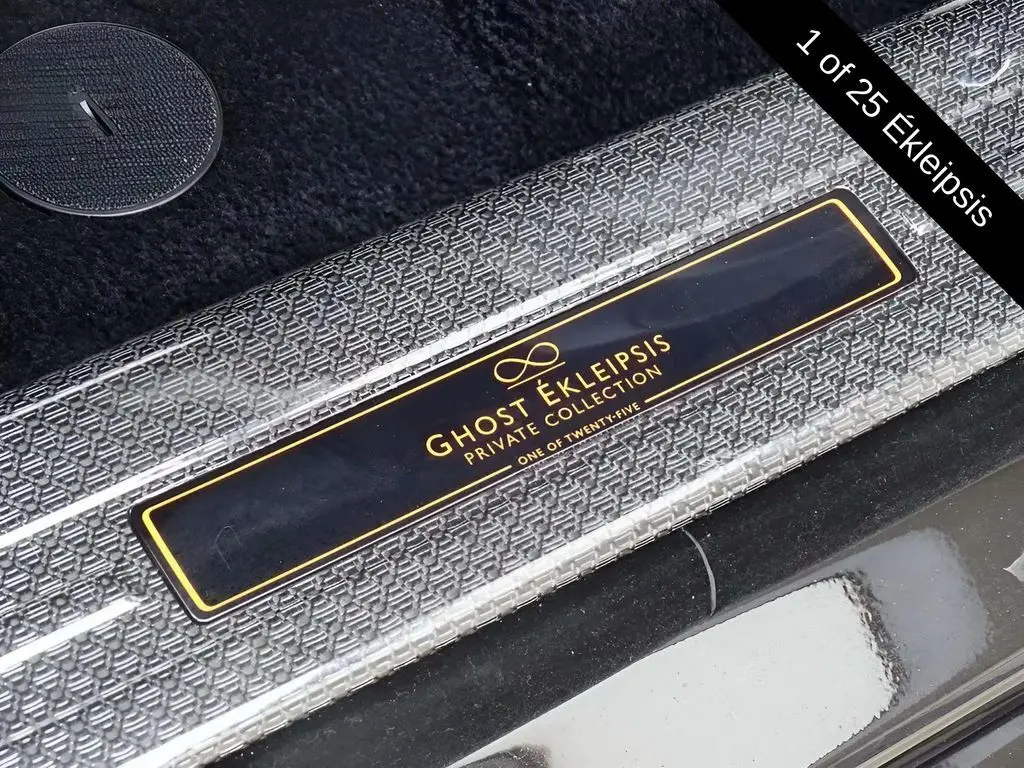 1 of 25 Ékleipsis
GHOST ÉKLEIPSIS
PRIVATE COLLECTION
ONE OF TWENTY-FIVE